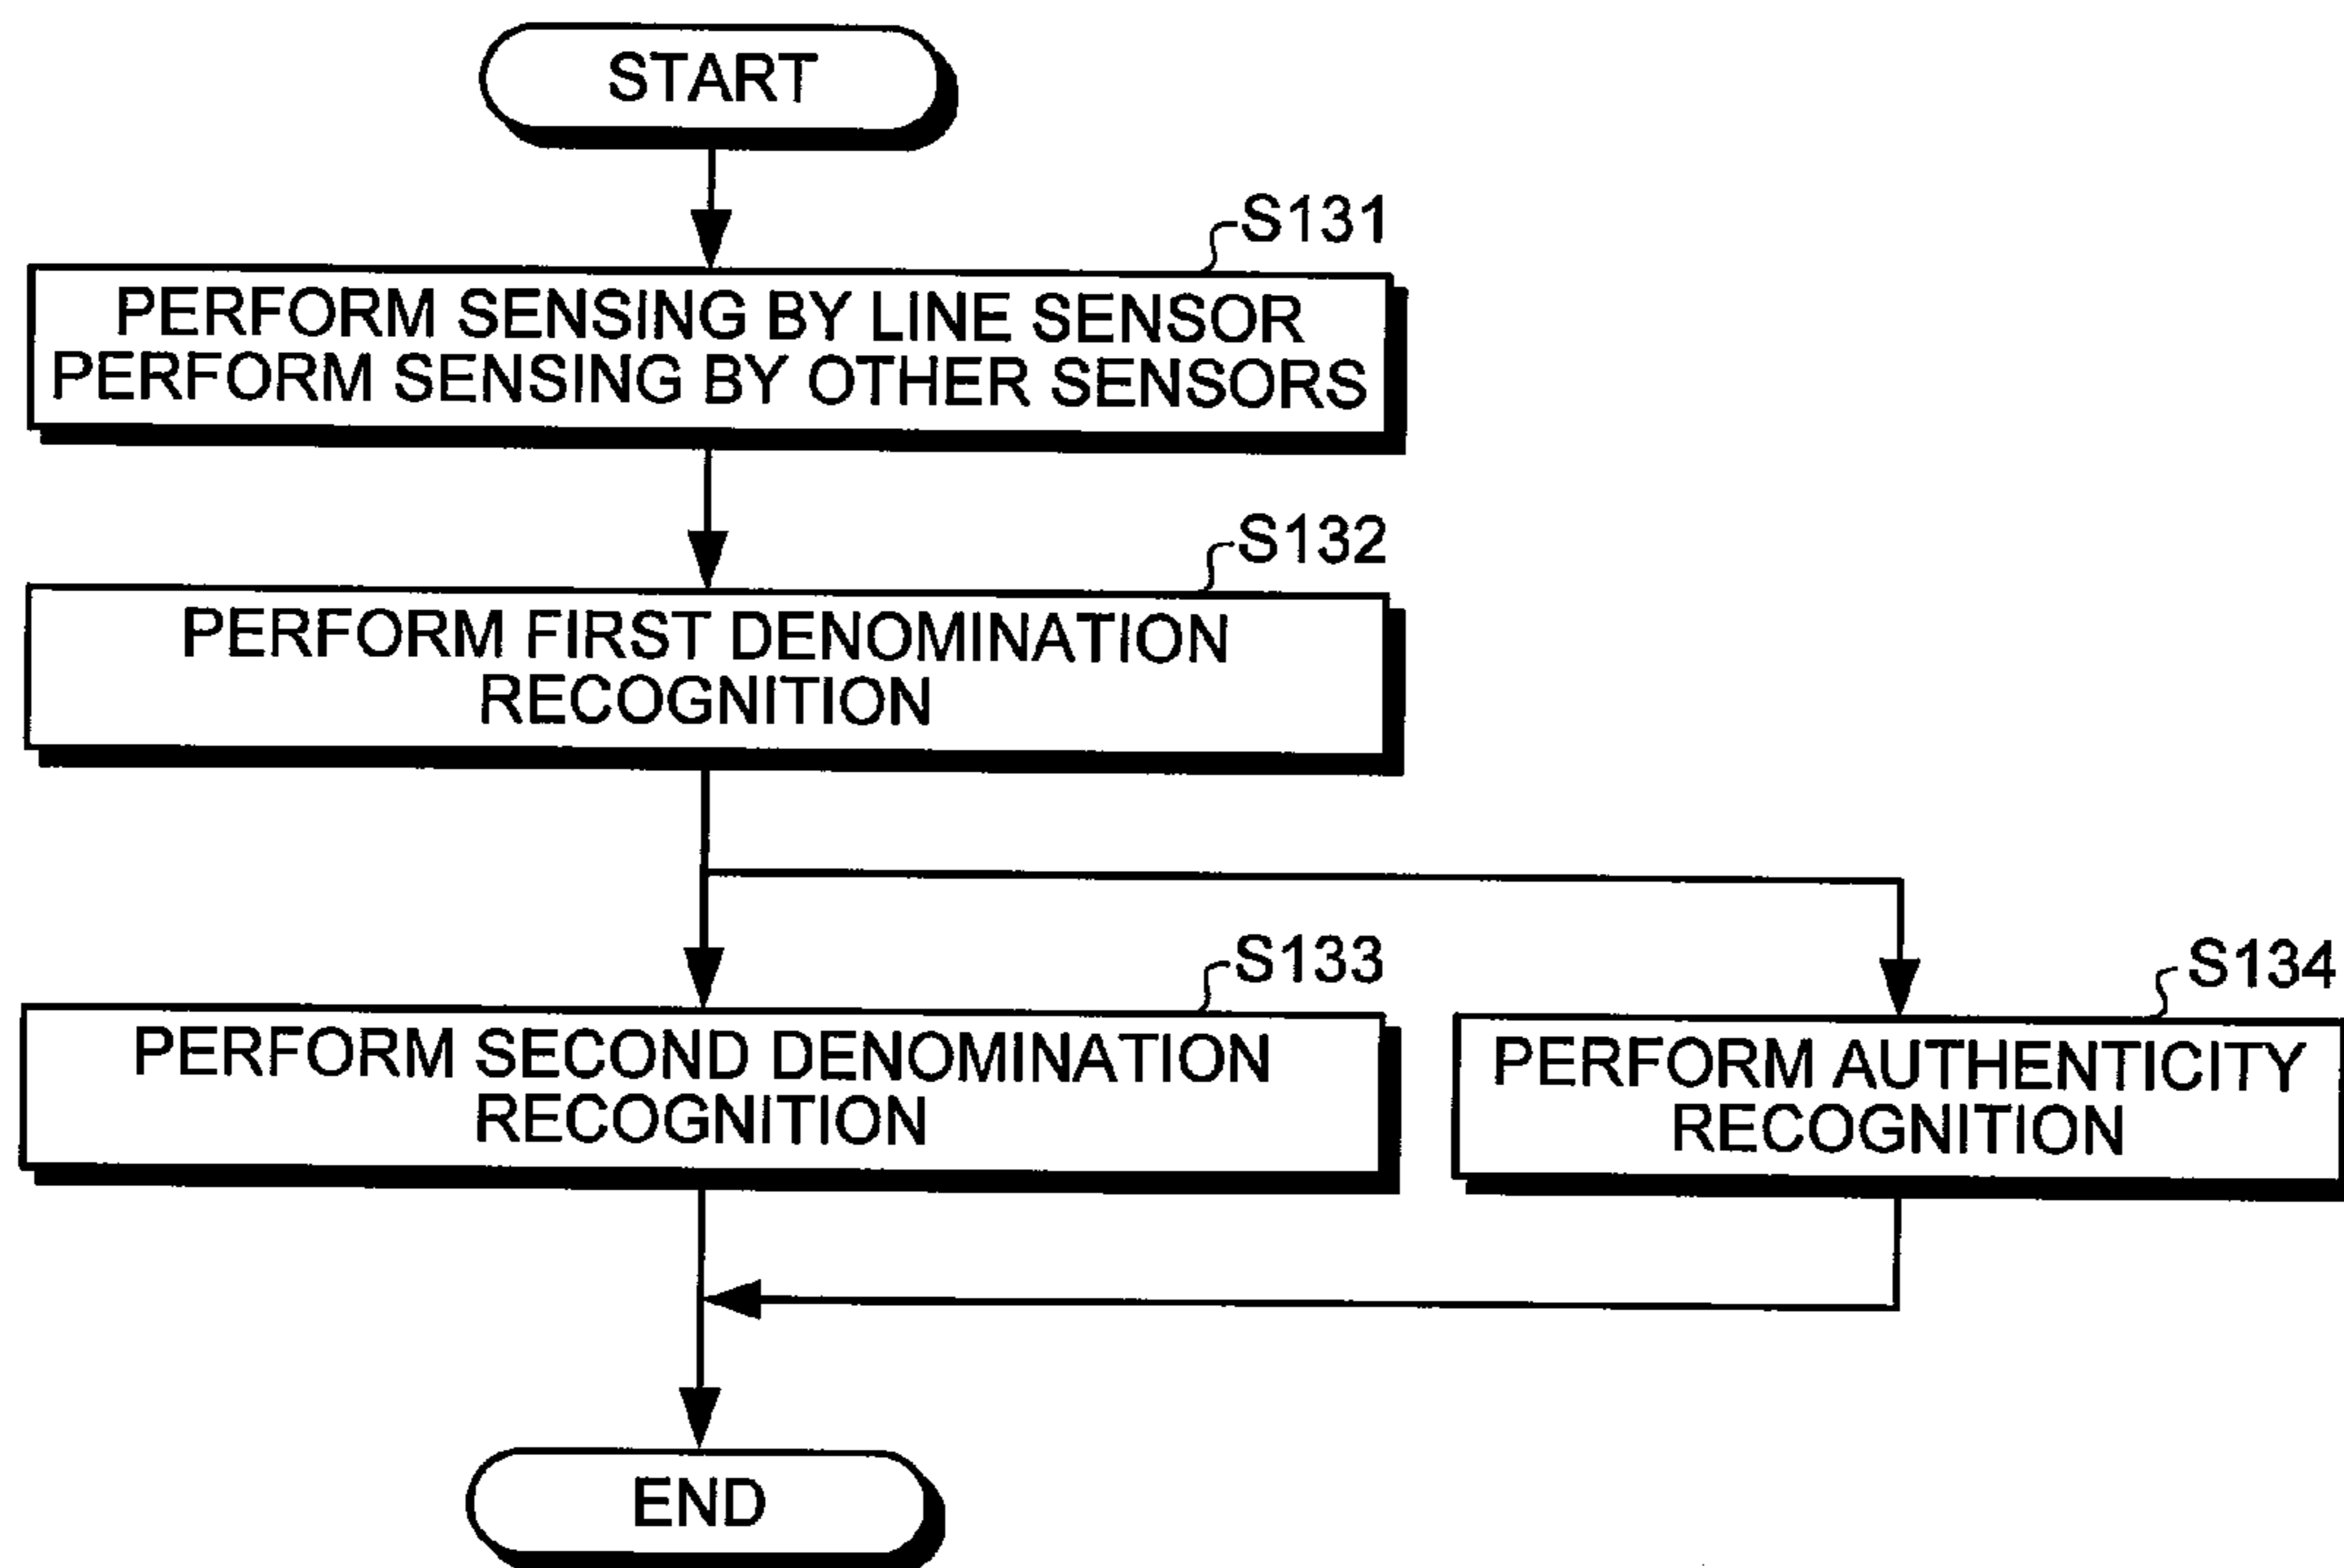 START
S131
PERFORM SENSING BY LINE SENSOR
PERFORM SENSING BY OTHER SENSORS
S132
PERFORM FIRST DENOMINATION
RECOGNITION
S133
PERFORM SECOND DENOMINATION
RECOGNITION
S134
PERFORM AUTHENTICITY
RECOGNITION
END